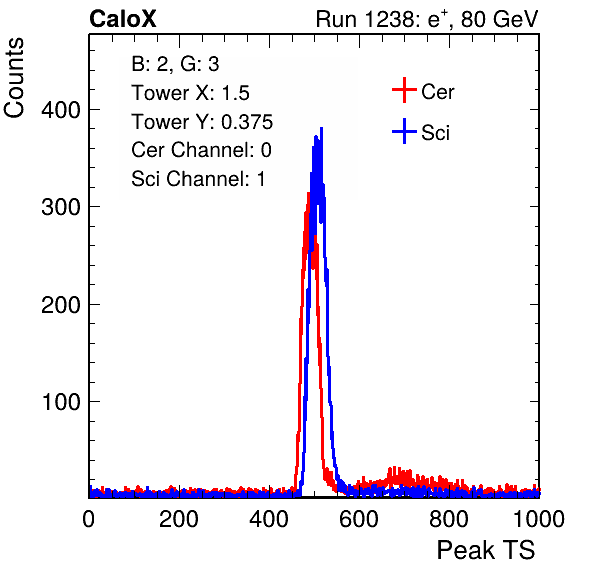 CaloX Run 1238: e+, 80 GeV
Counts
B: 2, G: 3
Tower X: 1.5
Tower Y: 0.375
Cer Channel: 0
Sci Channel: 1
Cer
Sci
400
300
200
100
0 200 400 600 800 1000
Peak TS